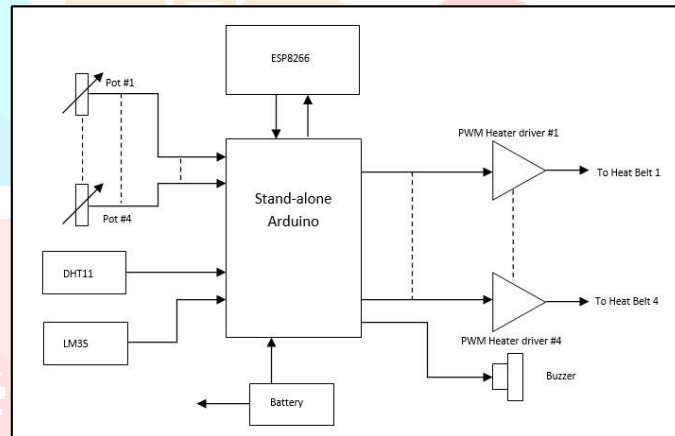 ESP8266
Pot #1
PWM Heater driver #1
To Heat Belt 1
Stand-alone
Arduino
Pot #4
DHT11
To Heat Belt 4
LM35
PWM Heater driver #4
Buzzer
Battery